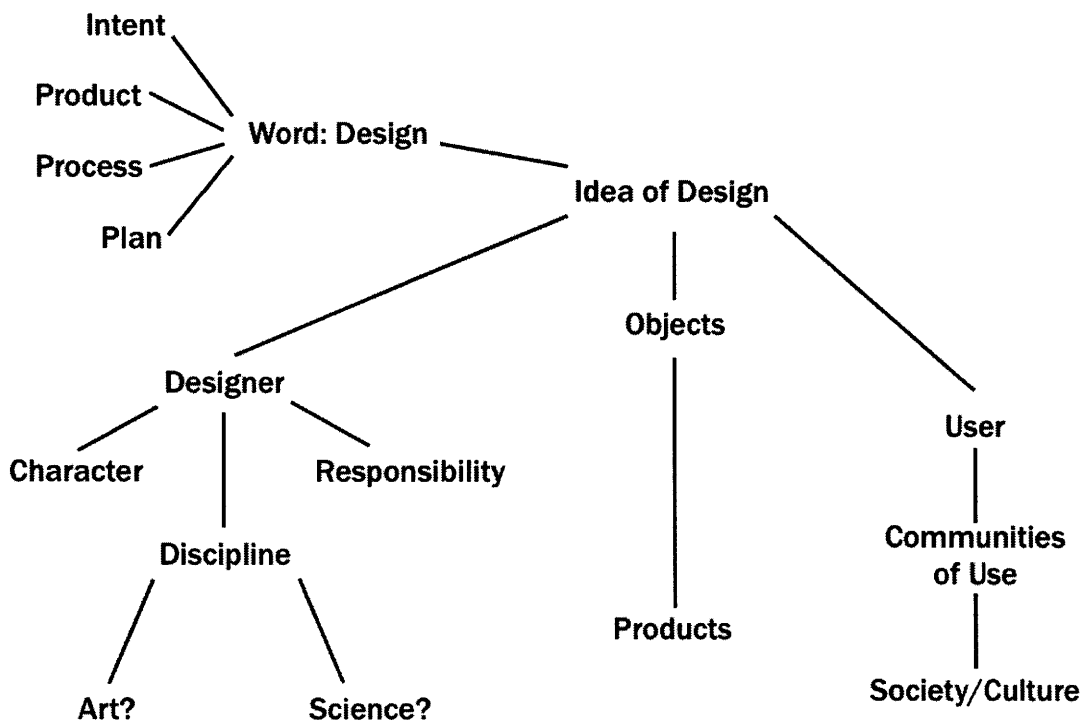 Intent
Product
Word: Design
Process
Idea of Design
Plan
Objects
Designer
User
Character
Responsibility
Communities
of Use
Discipline
Products
Society/Culture
Art?
Science?